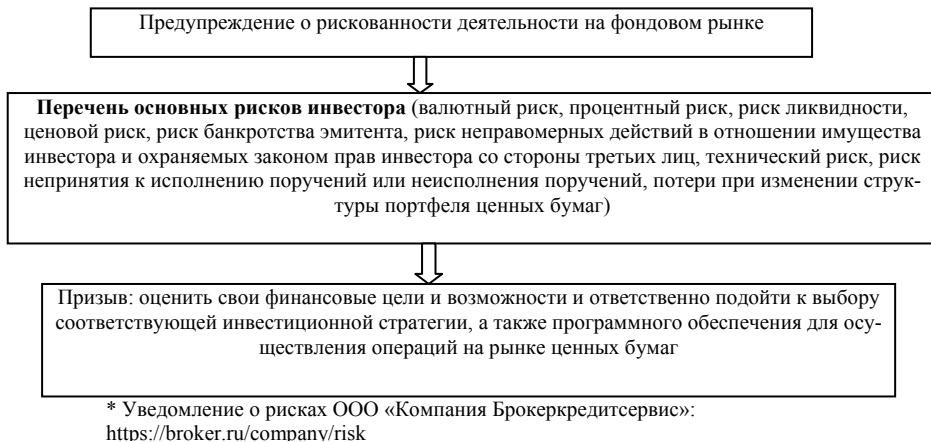 Предупреждение о рискованности деятельности на фондовом рынке
Перечень основных рисков инвестора (валютный риск, процентный риск, риск ликвидности,
ценовой риск, риск банкротства эмитента, риск неправомерных действий в отношении имущества
инвестора и охраняемых законом прав инвестора со стороны третьих лиц, технический риск, риск
непринятия к исполнению поручений или неисполнения поручений, потери при изменении струк-
туры портфеля ценных бумаг)
Призыв: оценить свои финансовые цели и возможности и ответственно подойти к выбору
соответствующей инвестиционной стратегии, а также программного обеспечения для осу-
ществления операций на рынке ценных бумаг
* Уведомление о рисках ООО «Компания Брокеркредитсервис»:
https://broker.ru/company/risk